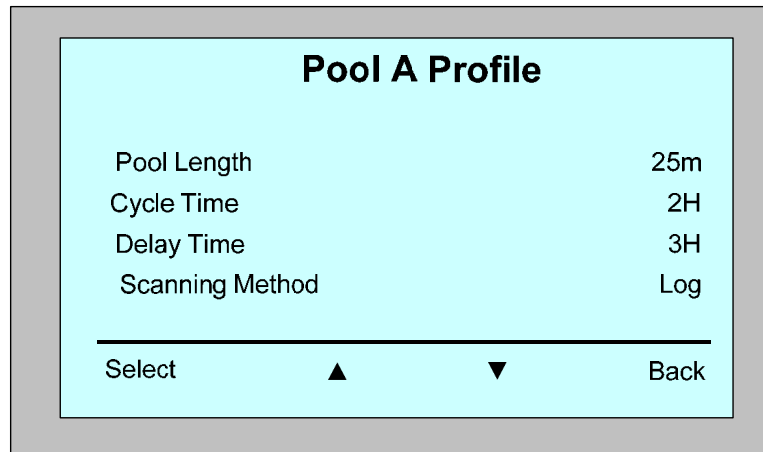 Pool A Profile
Pool Length 25m
Cycle Time 2H
Delay Time 3H
Scanning Method Log
Select ▲ ▼ Back